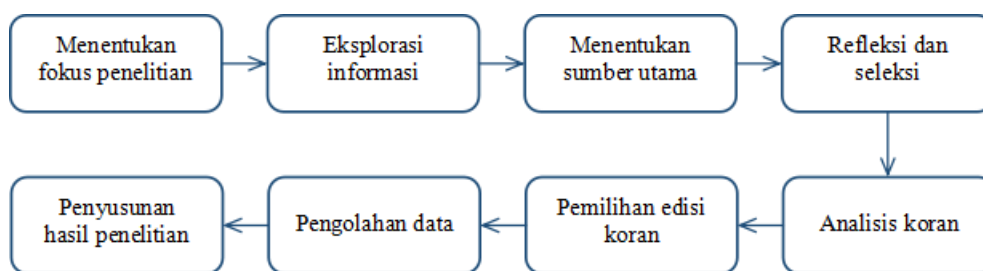 Menentukan
fokus penelitian
Eksplorasi
informasi
Menentukan
sumber utama
Refleksi dan
seleksi
Analisis koran
Pemilihan edisi
koran
Pengolahan data
Penyusunan
hasil penelitian